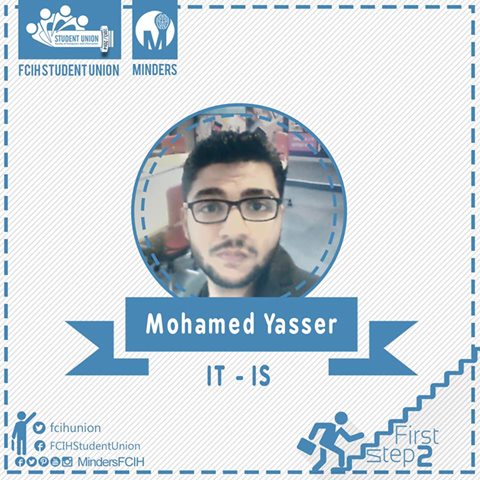 STUDENT UNION
FCIH STUDENT UNION
MINDERS
Mohamed Yasser
IT - IS
fcihunion
FCIHStudentUnion
MindersFCIH
First
step2